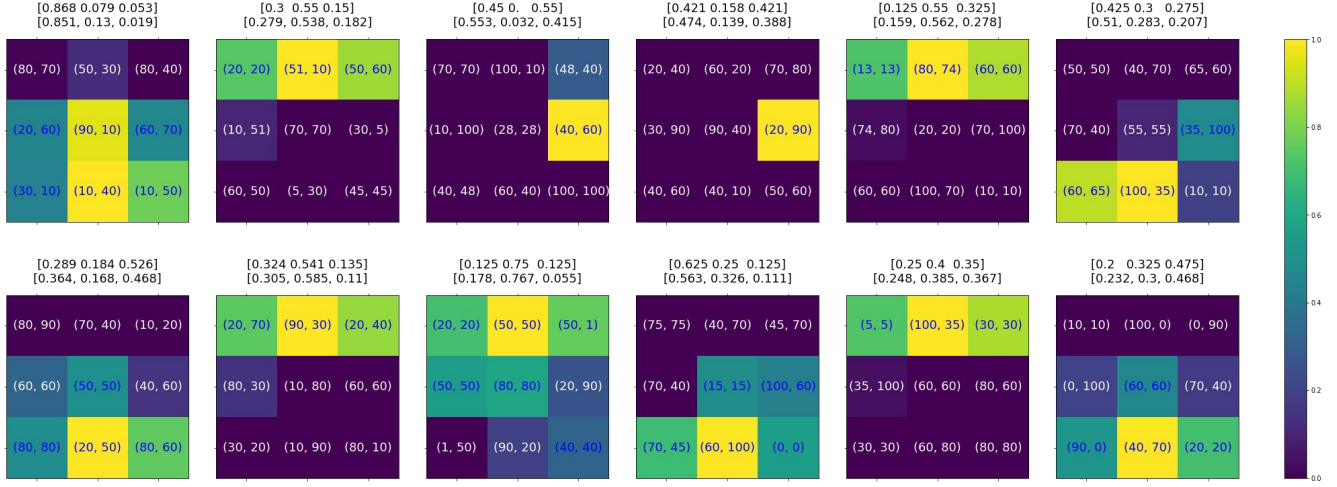 [0.868 0.079 0.053]
[0.851, 0.13, 0.019]
(80, 70) (50, 30) (80, 40)
(20, 60) (90, 10) (60, 70)
(30, 10) (10, 40) (10, 50)
[0.3 0.55 0.15]
[0.279, 0.538, 0.182]
(20, 20) (51, 10) (50, 60)
(10, 51) (70, 70) (30, 5)
(60, 50) (5, 30) (45, 45)
[0.45 0. 0.55]
[0.553, 0.032, 0.415]
(70, 70) (100, 10) (48, 40)
(10, 100) (28, 28) (40, 60)
(40, 48) (60, 40) (100, 100)
[0.421 0.158 0.421]
[0.474, 0.139, 0.388]
(20, 40) (60, 20) (70, 80)
(30, 90) (90, 40) (20, 90)
(40, 60) (40, 10) (50, 60)
[0.125 0.55 0.325]
[0.159, 0.562, 0.278]
(13, 13) (80, 74) (60, 60)
(74, 80) (20, 20) (70, 100)
(60, 60) (100, 70) (10, 10)
[0.425 0.3 0.275]
[0.51, 0.283, 0.207]
(50, 50) (40, 70) (65, 60)
(70, 40) (55, 55) (35, 100)
(60, 65) (100, 35) (10, 10)
[0.289 0.184 0.526]
[0.364, 0.168, 0.468]
(80, 90) (70, 40) (10, 20)
(60, 60) (50, 50) (40, 60)
(80, 80) (20, 50) (80, 60)
[0.324 0.541 0.135]
[0.305, 0.585, 0.11]
(20, 70) (90, 30) (20, 40)
(80, 30) (10, 80) (60, 60)
(30, 20) (10, 90) (80, 10)
[0.125 0.75 0.125]
[0.178, 0.767, 0.055]
(20, 20) (50, 50) (50, 1)
(50, 50) (80, 80) (20, 90)
(1, 50) (90, 20) (40, 40)
[0.625 0.25 0.125]
[0.563, 0.326, 0.111]
(75, 75) (40, 70) (45, 70)
(70, 40) (15, 15) (100, 60)
(70, 45) (60, 100) (0, 0)
[0.25 0.4 0.35]
[0.248, 0.385, 0.367]
(5, 5) (100, 35) (30, 30)
(35, 100) (60, 60) (80, 60)
(30, 30) (60, 80) (80, 80)
[0.2 0.325 0.475]
[0.232, 0.3, 0.468]
(10, 10) (100, 0) (0, 90)
(0, 100) (60, 60) (70, 40)
(90, 0) (40, 70) (20, 20)
1.0
0.8
0.6
0.4
0.2
0.0